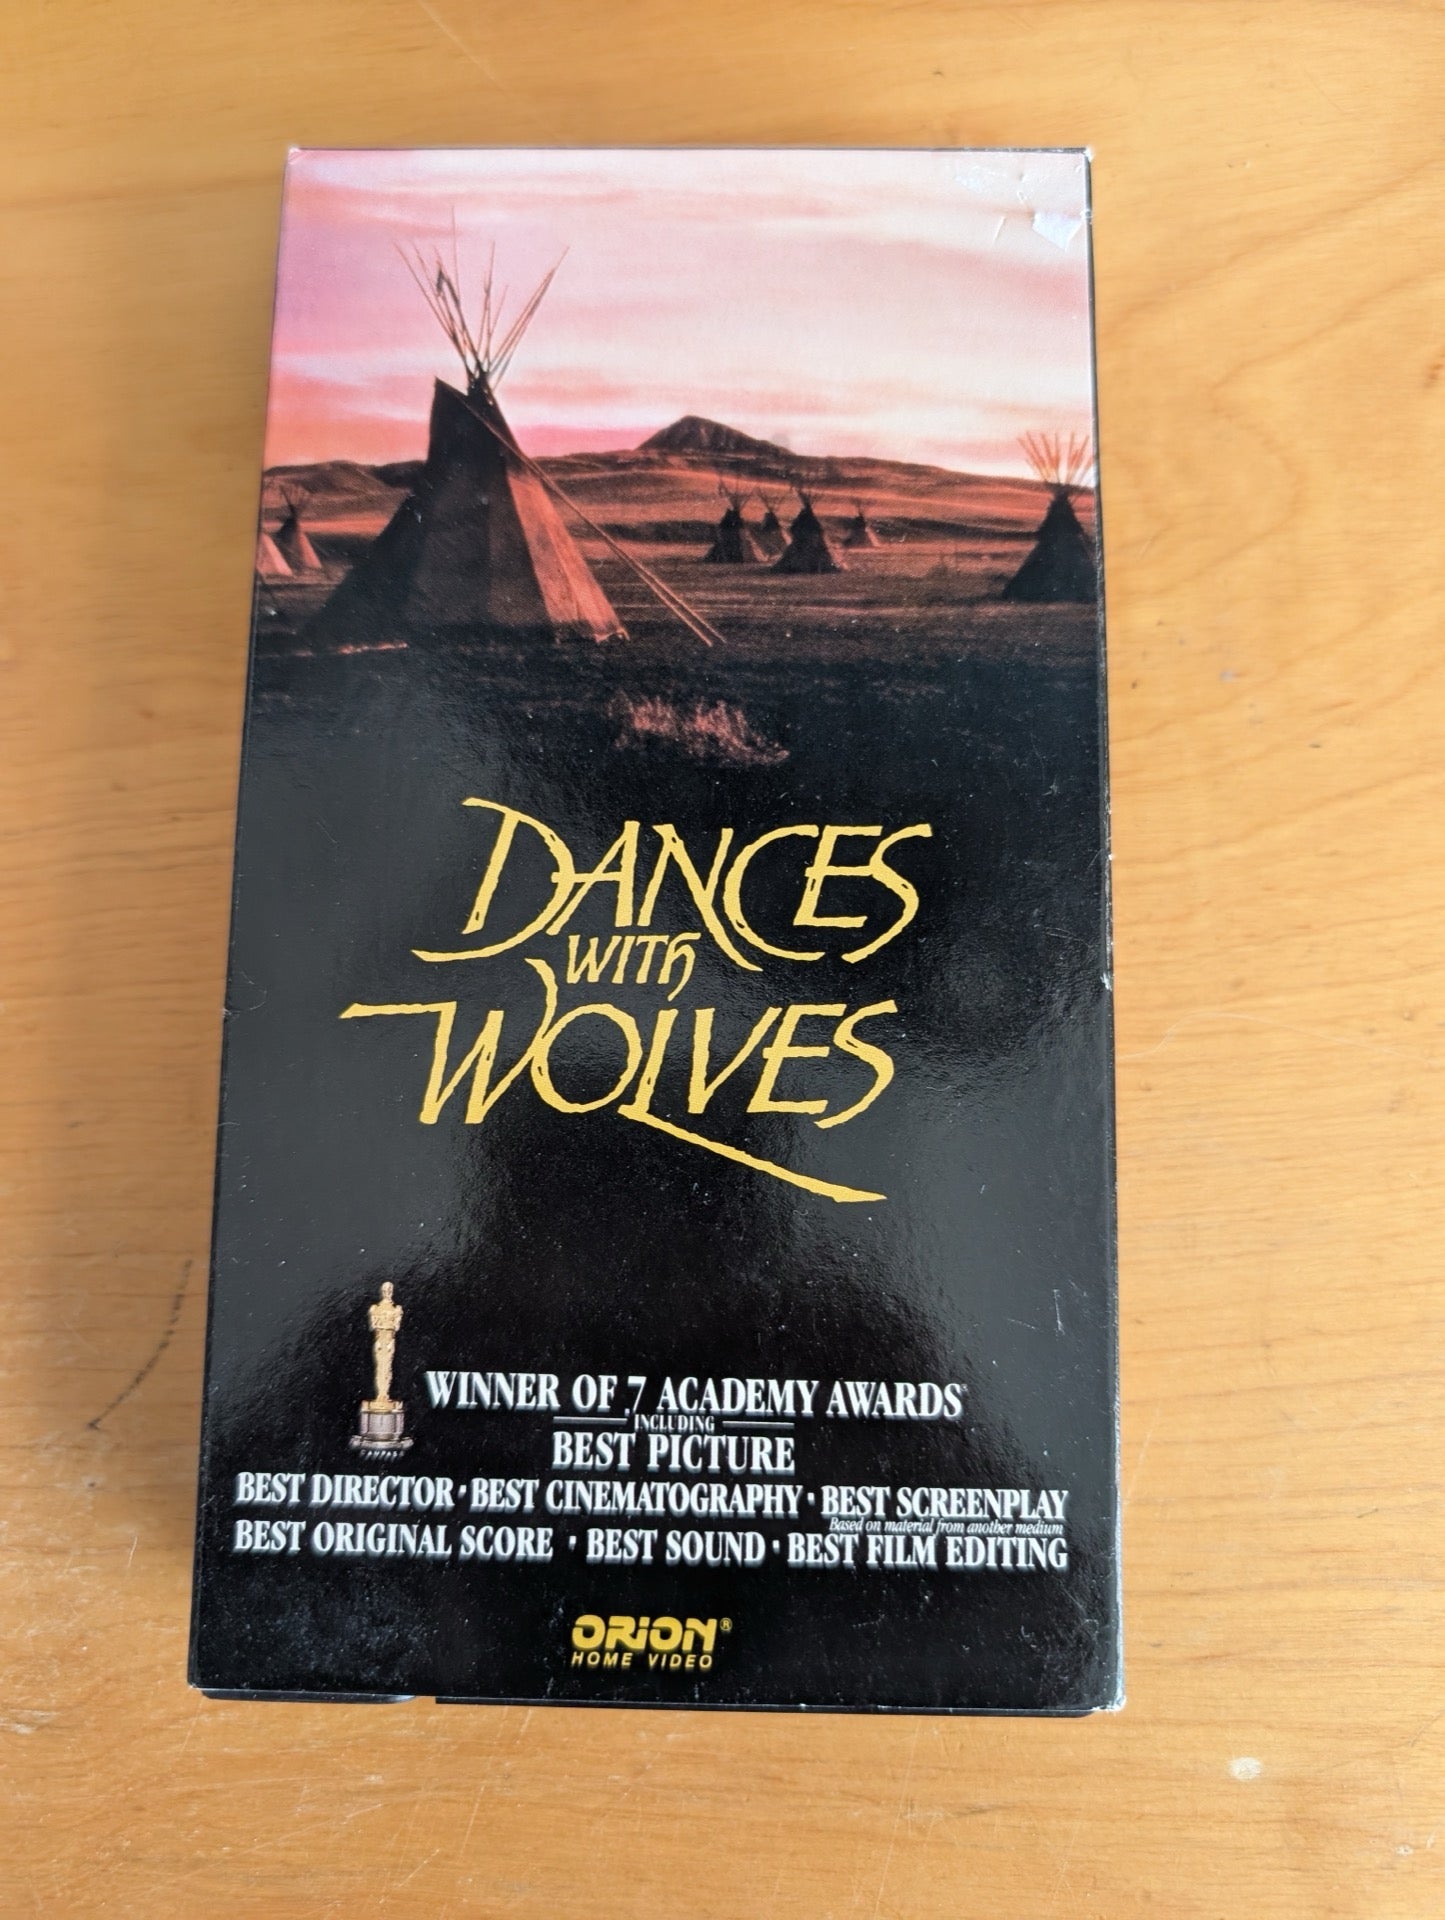 DANCES
WITH
WOLVES
WINNER OF 7 ACADEMY AWARDS
INCLUDING
BEST PICTURE
BEST DIRECTOR · BEST CINEMATOGRAPHY · BEST SCREENPLAY
Based on material from another medium
BEST ORIGINAL SCORE · BEST SOUND · BEST FILM EDITING
ORION®
HOME VIDEO